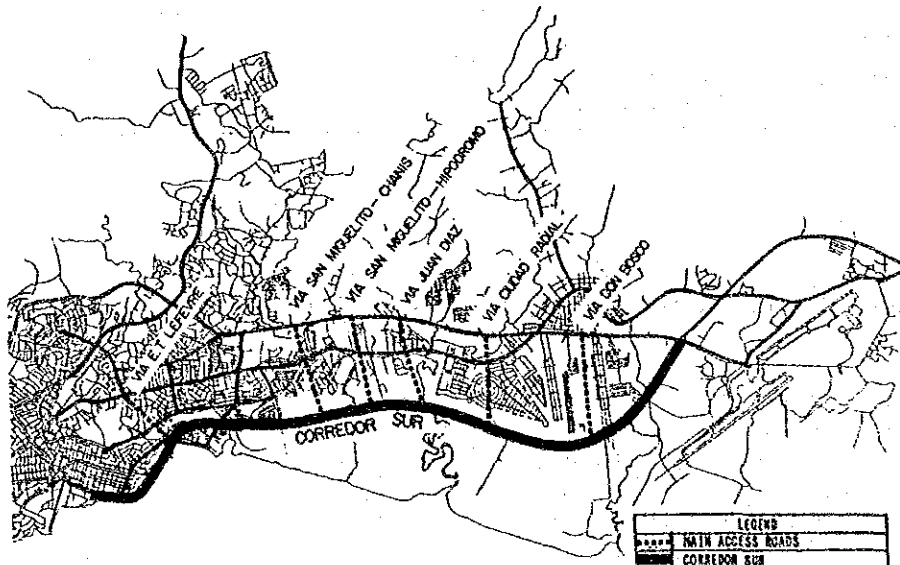 VIA SAN MIGUELITO - CHANIS
VIA SAN MIGUELITO - HIPODROMO
VIA JUAN DIAZ
VIA CIUDAD RADIAL
VIA DON BOSCO
VIA E.T. LEFEVRE
CORREDOR SUR
LEGEND
MAIN ACCESS ROADS
CORREDOR SUR